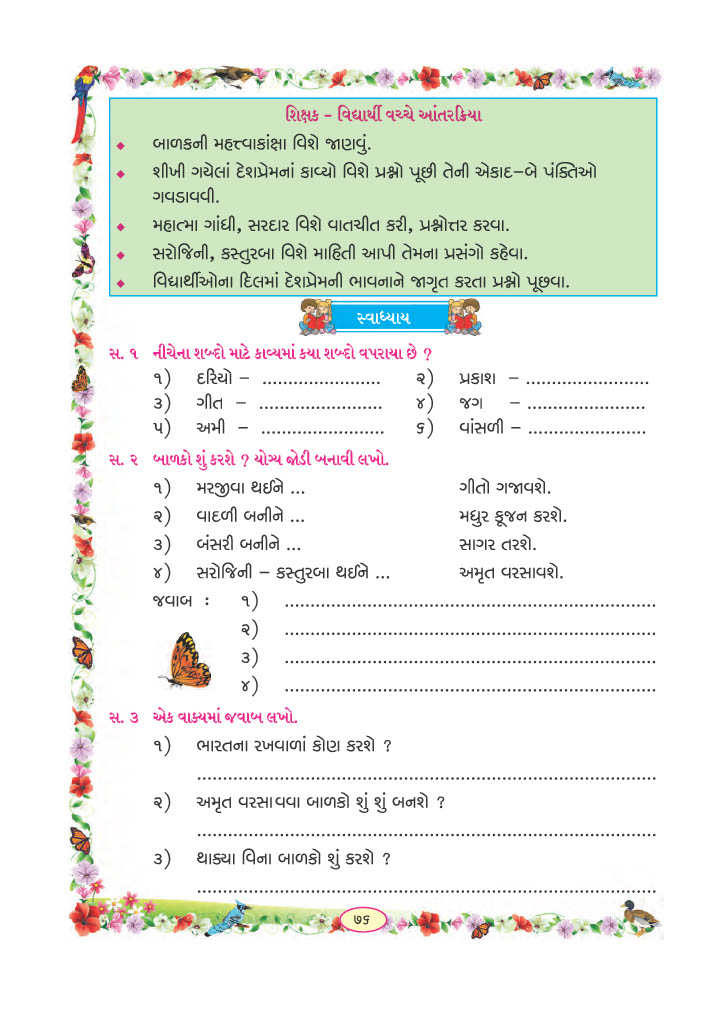 શિક્ષક - વિદ્યાર્થી વચ્ચે આંતરક્રિયા
◆ બાળકની મહત્ત્વાકાંક્ષા વિશે જાણવું.
◆ શીખી ગયેલાં દેશપ્રેમનાં કાવ્યો વિશે પ્રશ્નો પૂછી તેની એકાદ-બે પંક્તિઓ
ગવડાવવી.
◆ મહાત્મા ગાંધી, સરદાર વિશે વાતચીત કરી, પ્રશ્નોત્તર કરવા.
◆ સરોજિની, કસ્તુરબા વિશે માહિતી આપી તેમના પ્રસંગો કહેવા.
◆ વિદ્યાર્થીઓના દિલમાં દેશપ્રેમની ભાવનાને જાગૃત કરતા પ્રશ્નો પૂછવા.
સ્વાધ્યાય
સ. ૧ નીચેના શબ્દો માટે કાવ્યમાં કયા શબ્દો વપરાયા છે ?
૧) દરિયો – ....................... ૨) પ્રકાશ – ........................
૩) ગીત – ........................ ૪) જગ – .......................
૫) અમી – ........................ ૬) વાંસળી – .......................
સ. ૨ બાળકો શું કરશે ? યોગ્ય જોડી બનાવી લખો.
૧) મરજીવા થઈને ... ગીતો ગજાવશે.
૨) વાદળી બનીને ... મધુર કૂજન કરશે.
૩) બંસરી બનીને ... સાગર તરશે.
૪) સરોજિની – કસ્તુરબા થઈને ... અમૃત વરસાવશે.
જવાબ : ૧) ........................................................................
૨) ........................................................................
૩) ........................................................................
૪) ........................................................................
સ. ૩ એક વાક્યમાં જવાબ લખો.
૧) ભારતના રખવાળાં કોણ કરશે ?
.........................................................................................
૨) અમૃત વરસાવવા બાળકો શું શું બનશે ?
.........................................................................................
૩) થાક્યા વિના બાળકો શું કરશે ?
.........................................................................................
૭૬